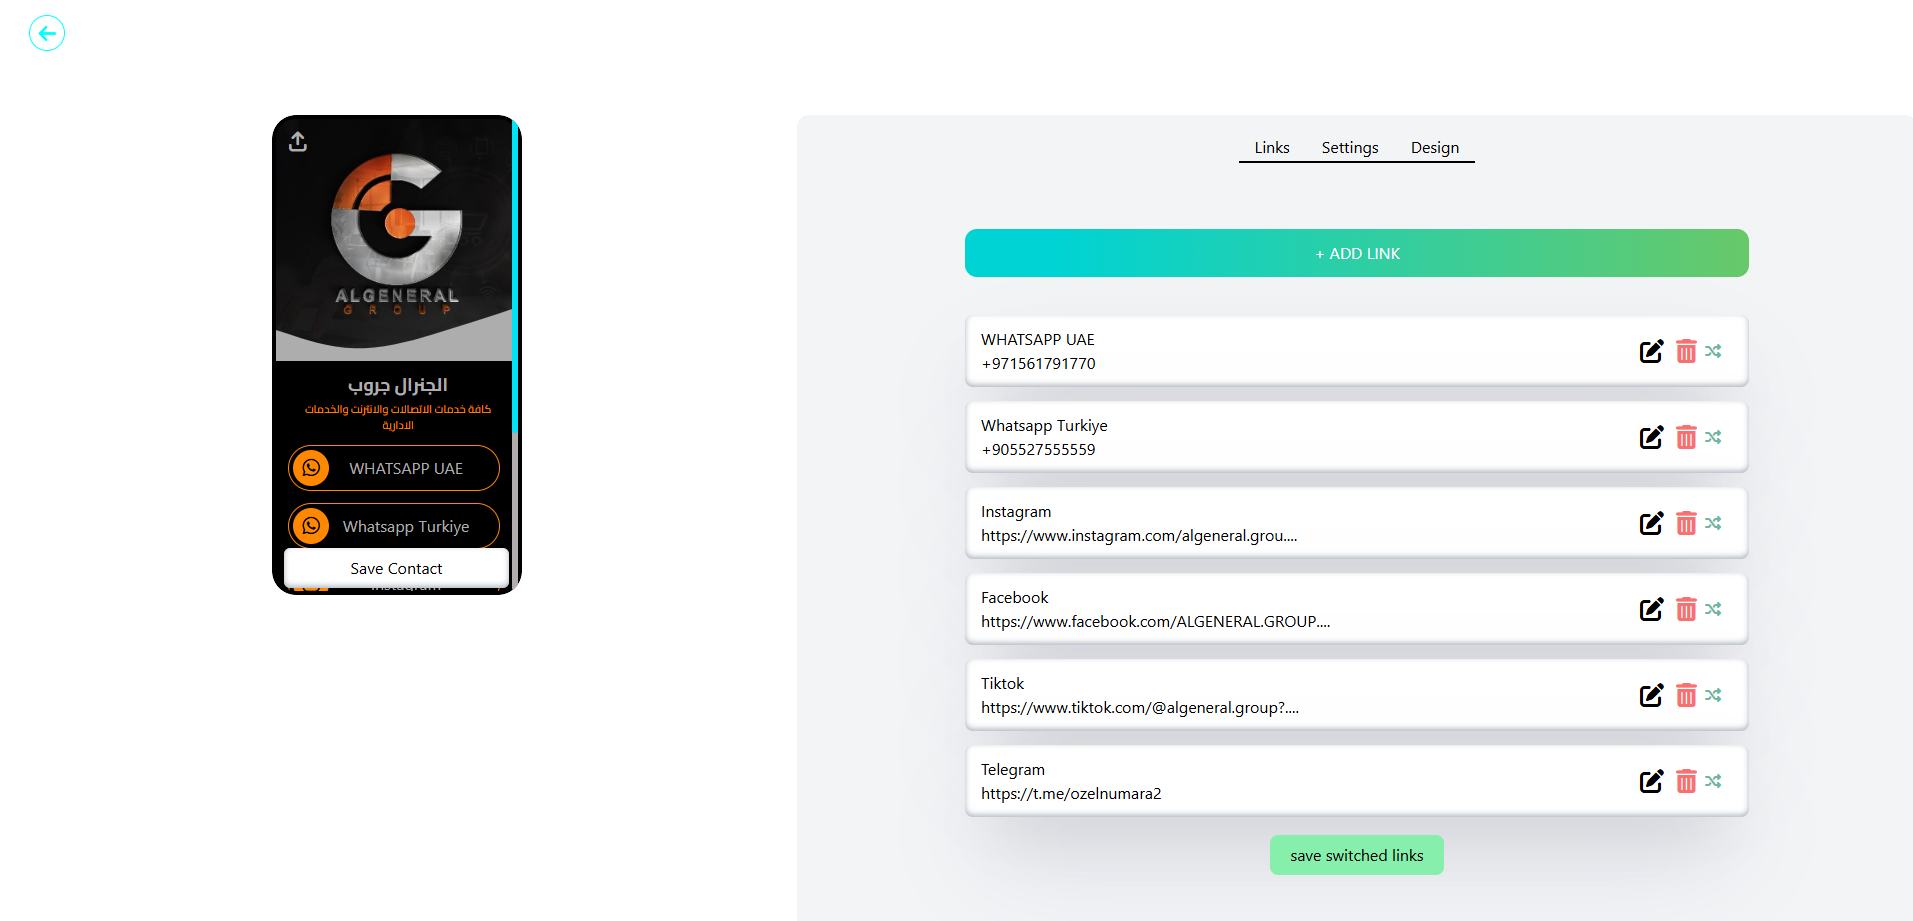 ALGENERAL
GROUP
الجنرال جروب
كافة خدمات الاتصالات والانترنت والخدمات
الادارية
WHATSAPP UAE
Whatsapp Turkiye
Save Contact
Instagram
Links
Settings
Design
+ ADD LINK
WHATSAPP UAE
+971561791770
Whatsapp Turkiye
+905527555559
Instagram
https://www.instagram.com/algeneral.grou....
Facebook
https://www.facebook.com/ALGENERAL.GROUP....
Tiktok
https://www.tiktok.com/@algeneral.group?....
Telegram
https://t.me/ozelnumara2
save switched links